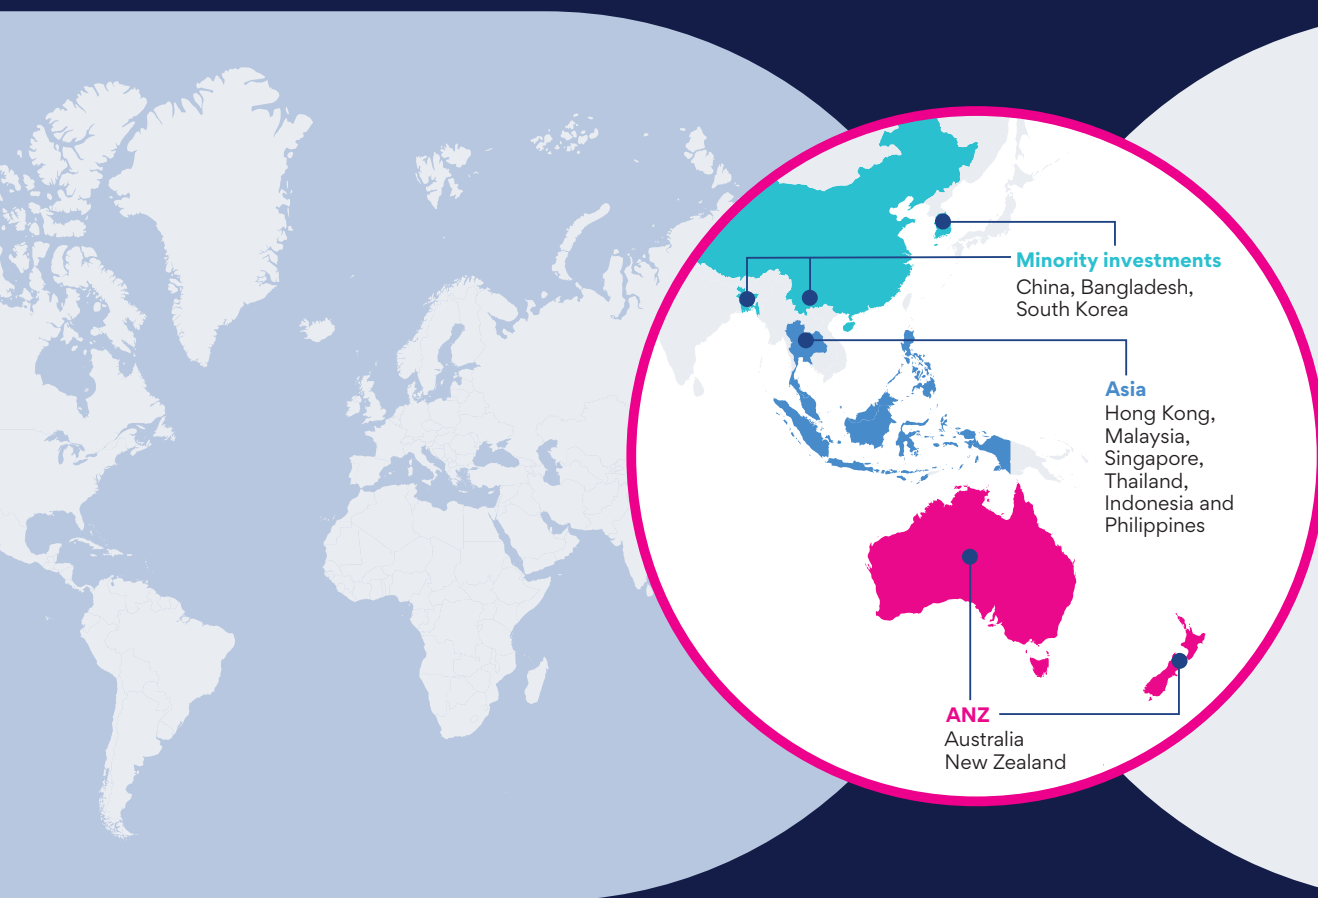 Minority investments
China, Bangladesh,
South Korea
Asia
Hong Kong,
Malaysia,
Singapore,
Thailand,
Indonesia and
Philippines
ANZ
Australia
New Zealand